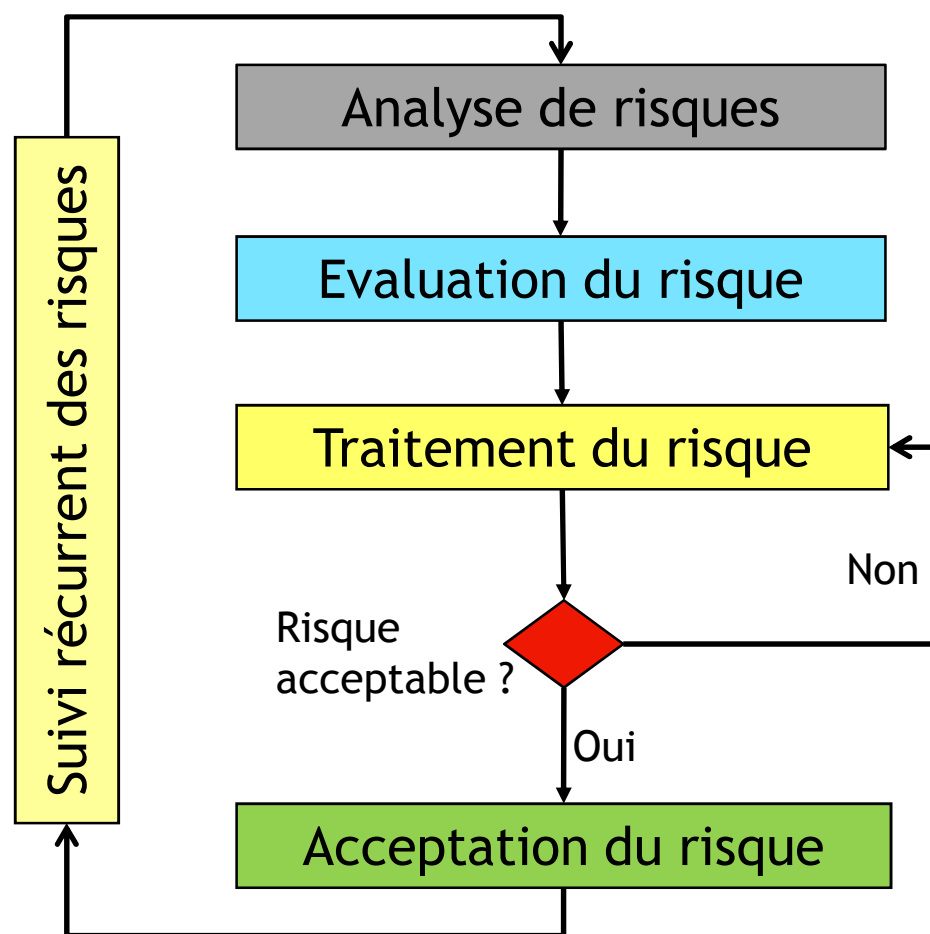 Analyse de risques
Evaluation du risque
Traitement du risque
Suivi récurrent des risques
Non
Risque
acceptable ?
Oui
Acceptation du risque